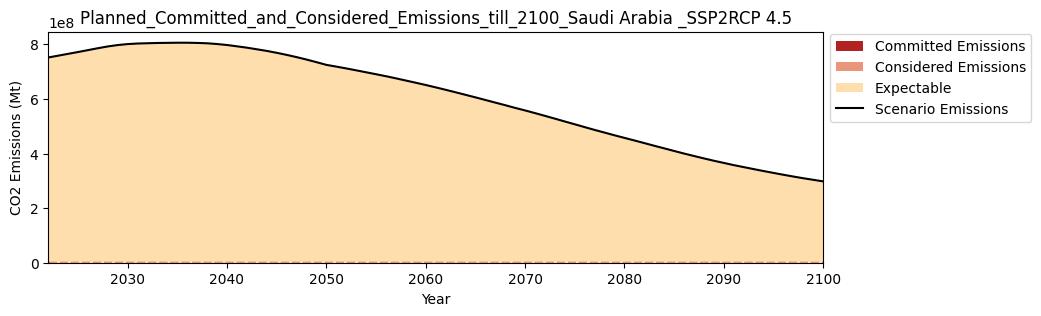 Planned_Committed_and_Considered_Emissions_till_2100_Saudi Arabia _SSP2RCP 4.5
1e8
8
6
4
2
0
CO2 Emissions (Mt)
2030 2040 2050 2060 2070 2080 2090 2100
Year
Committed Emissions
Considered Emissions
Expectable
Scenario Emissions